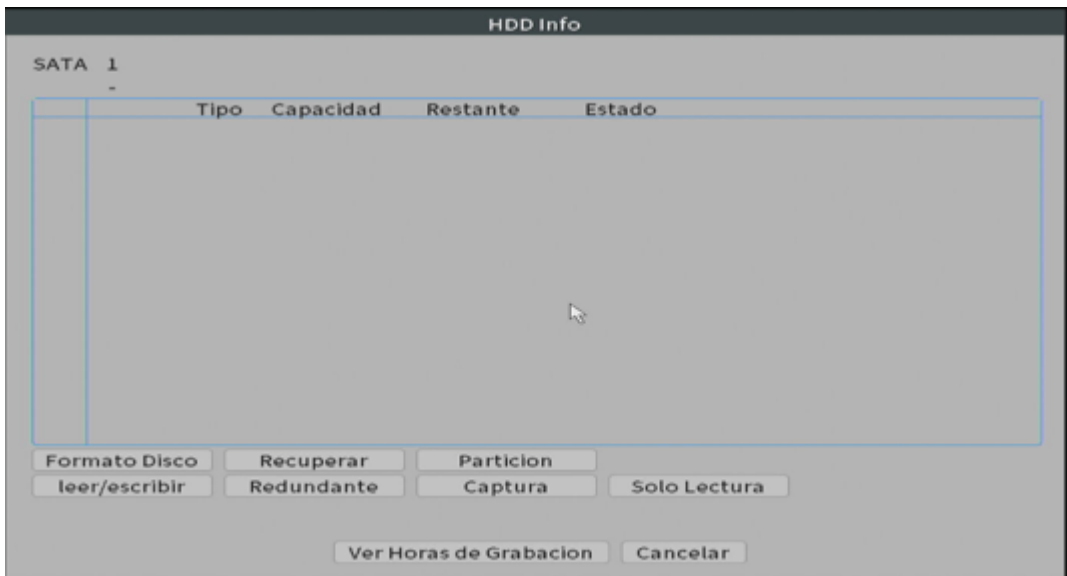 HDD Info
SATA 1
-
Tipo Capacidad Restante Estado
Formato Disco Recuperar Particion
leer/escribir Redundante Captura Solo Lectura
Ver Horas de Grabacion Cancelar